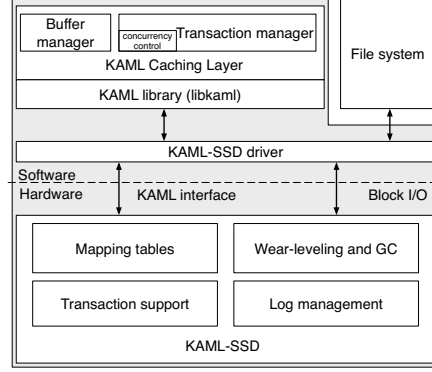 Buffer
manager
concurrency
control
Transaction manager
KAML Caching Layer
File system
KAML library (libkaml)
KAML-SSD driver
Software
Hardware
KAML interface
Block I/O
Mapping tables
Wear-leveling and GC
Transaction support
Log management
KAML-SSD